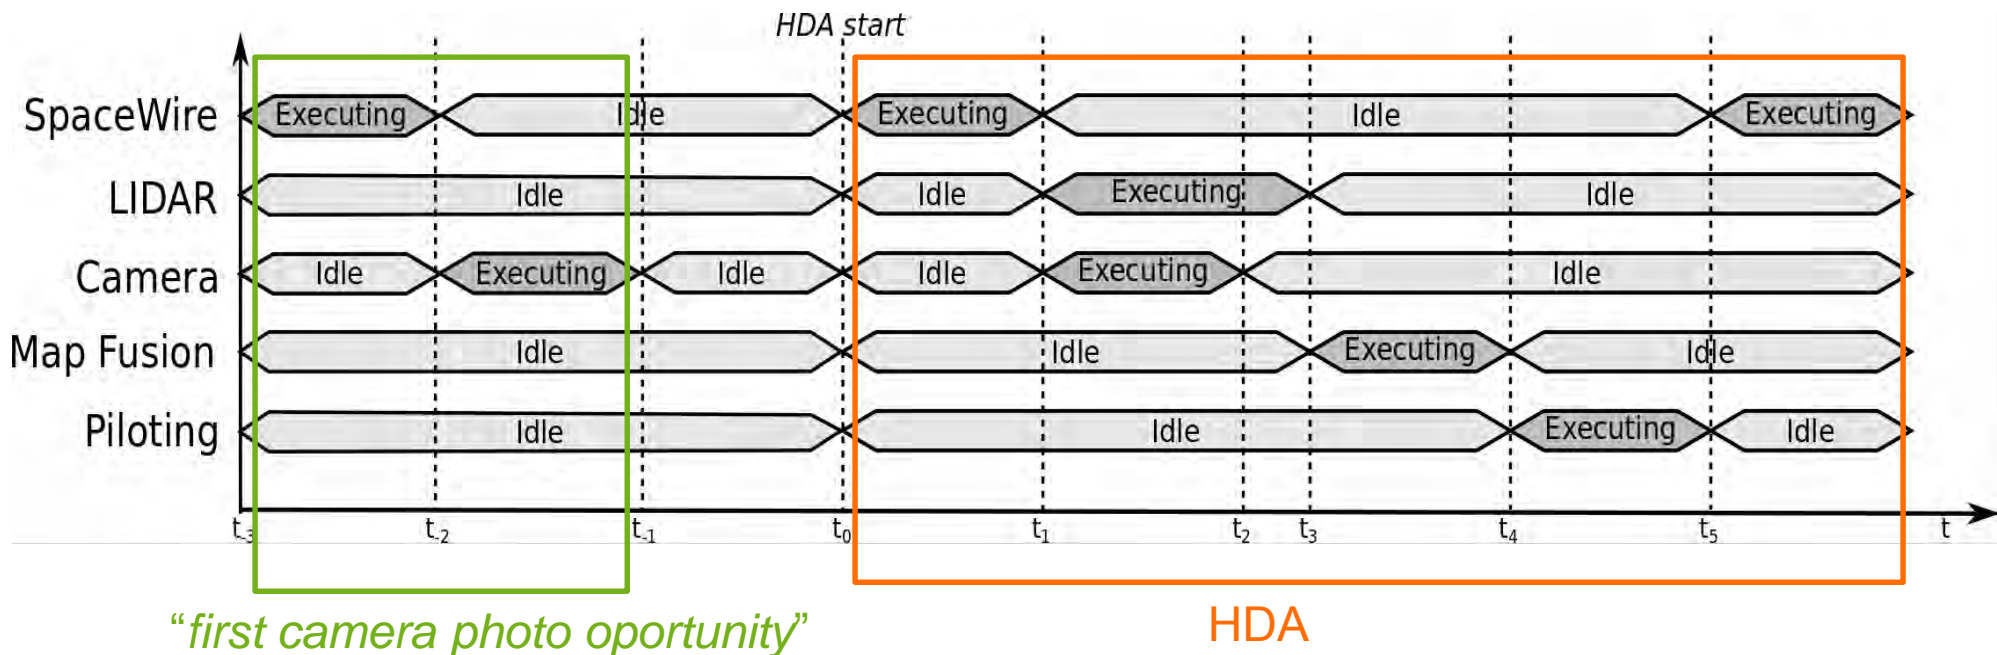 HDA start
SpaceWire Executing Idle Executing Idle Executing
LIDAR Idle Idle Executing Idle
Camera Idle Executing Idle Idle Executing Idle
Map Fusion Idle Idle Executing Idle
Piloting Idle Idle Executing Idle
t-3 t-2 t-1 t0 t1 t2 t3 t4 t5 t
“first camera photo oportunity” HDA